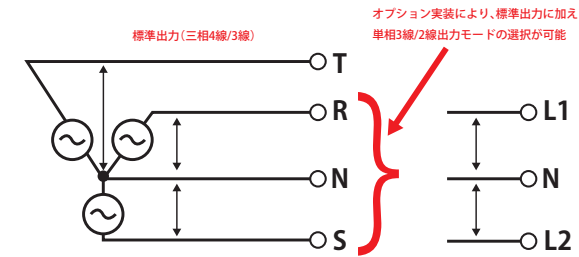 オプション実装により、標準出力に加え
単相3線/2線出力モードの選択が可能
標準出力（三相4線/3線）
T
R
L1
N
N
S
L2